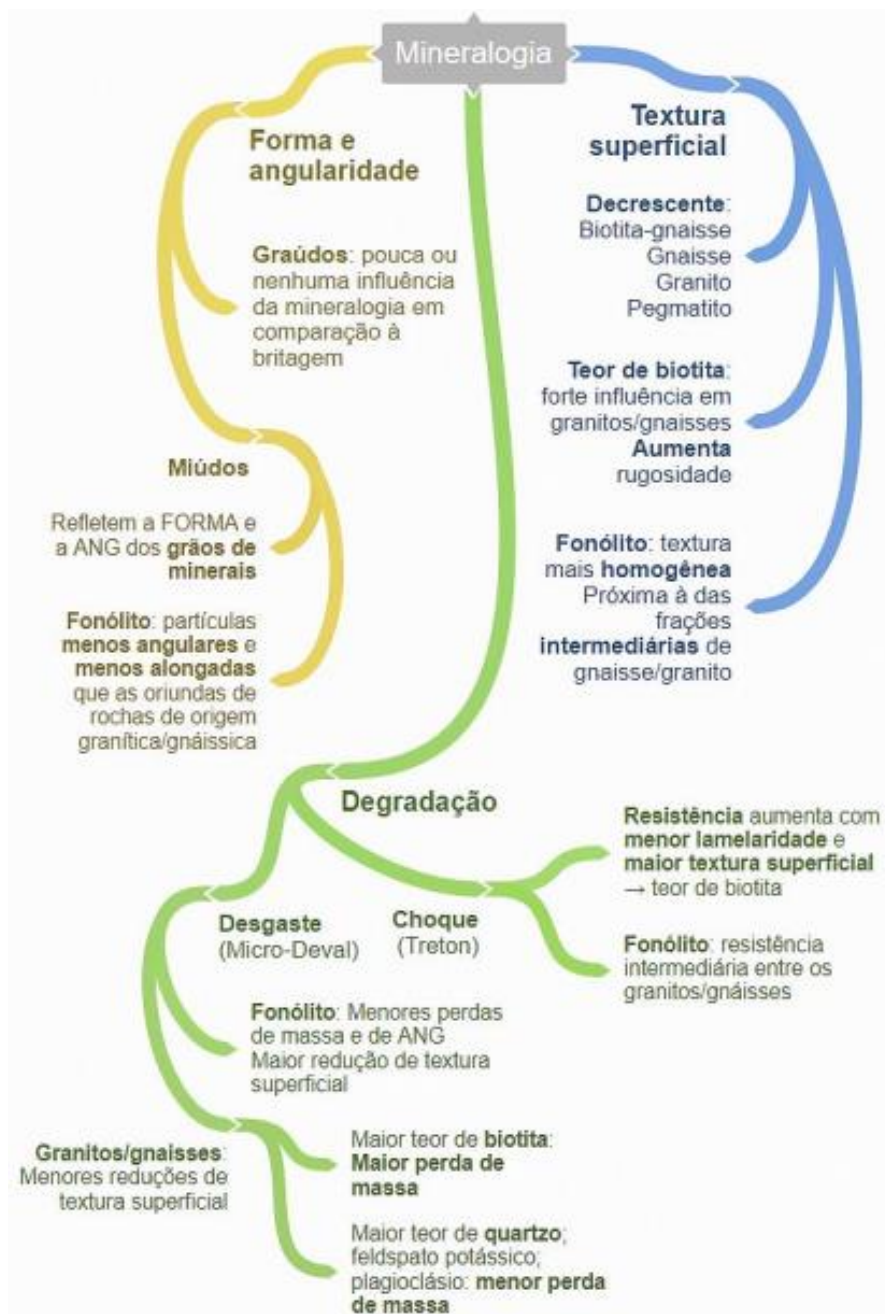 Mineralogia
Forma e
angularidade
Graúdos: pouca ou
nenhuma influência
da mineralogia em
comparação à
britagem
Miúdos
Refletem a FORMA e
a ANG dos grãos de
minerais
Fonólito: partículas
menos angulares e
menos alongadas
que as oriundas de
rochas de origem
granítica/gnáissica
Textura
superficial
Decrescente:
Biotita-gnaisse
Gnaisse
Granito
Pegmatito
Teor de biotita:
forte influência em
granitos/gnaisses
Aumenta
rugosidade
Fonólito: textura
mais homogênea
Próxima à das
frações
intermediárias de
gnaisse/granito
Degradação
Desgaste
(Micro-Deval)
Fonólito: Menores perdas
de massa e de ANG
Maior redução de textura
superficial
Granitos/gnaisses:
Menores reduções de
textura superficial
Maior teor de biotita:
Maior perda de
massa
Maior teor de quartzo;
feldspato potássico;
plagioclásio: menor perda
de massa
Choque
(Treton)
Resistência aumenta com
menor lamelaridade e
maior textura superficial
→ teor de biotita
Fonólito: resistência
intermediária entre os
granitos/gnáisses